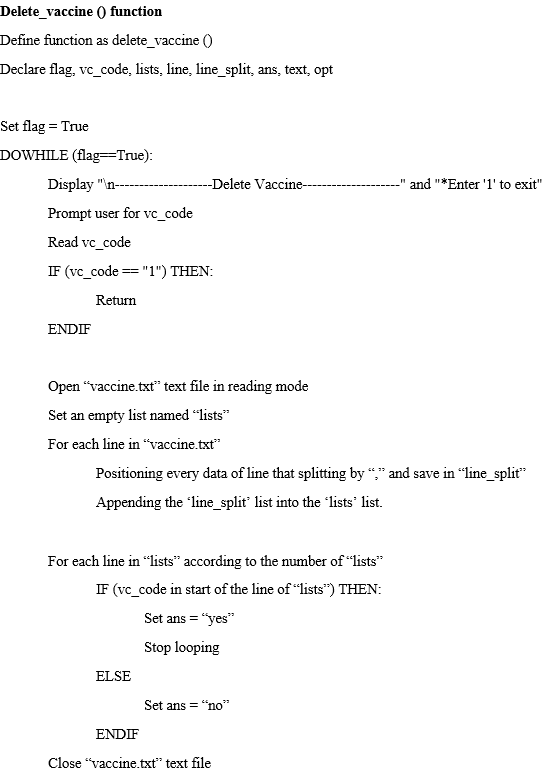 Delete_vaccine () function
Define function as delete_vaccine ()
Declare flag, vc_code, lists, line, line_split, ans, text, opt
Set flag = True
DOWHILE (flag==True):
Display "\n--------------------Delete Vaccine--------------------" and "*Enter '1' to exit"
Prompt user for vc_code
Read vc_code
IF (vc_code == "1") THEN:
Return
ENDIF
Open “vaccine.txt” text file in reading mode
Set an empty list named “lists”
For each line in “vaccine.txt”
Positioning every data of line that splitting by “,” and save in “line_split”
Appending the ‘line_split’ list into the ‘lists’ list.
For each line in “lists” according to the number of “lists”
IF (vc_code in start of the line of “lists”) THEN:
Set ans = “yes”
Stop looping
ELSE
Set ans = “no”
ENDIF
Close “vaccine.txt” text file